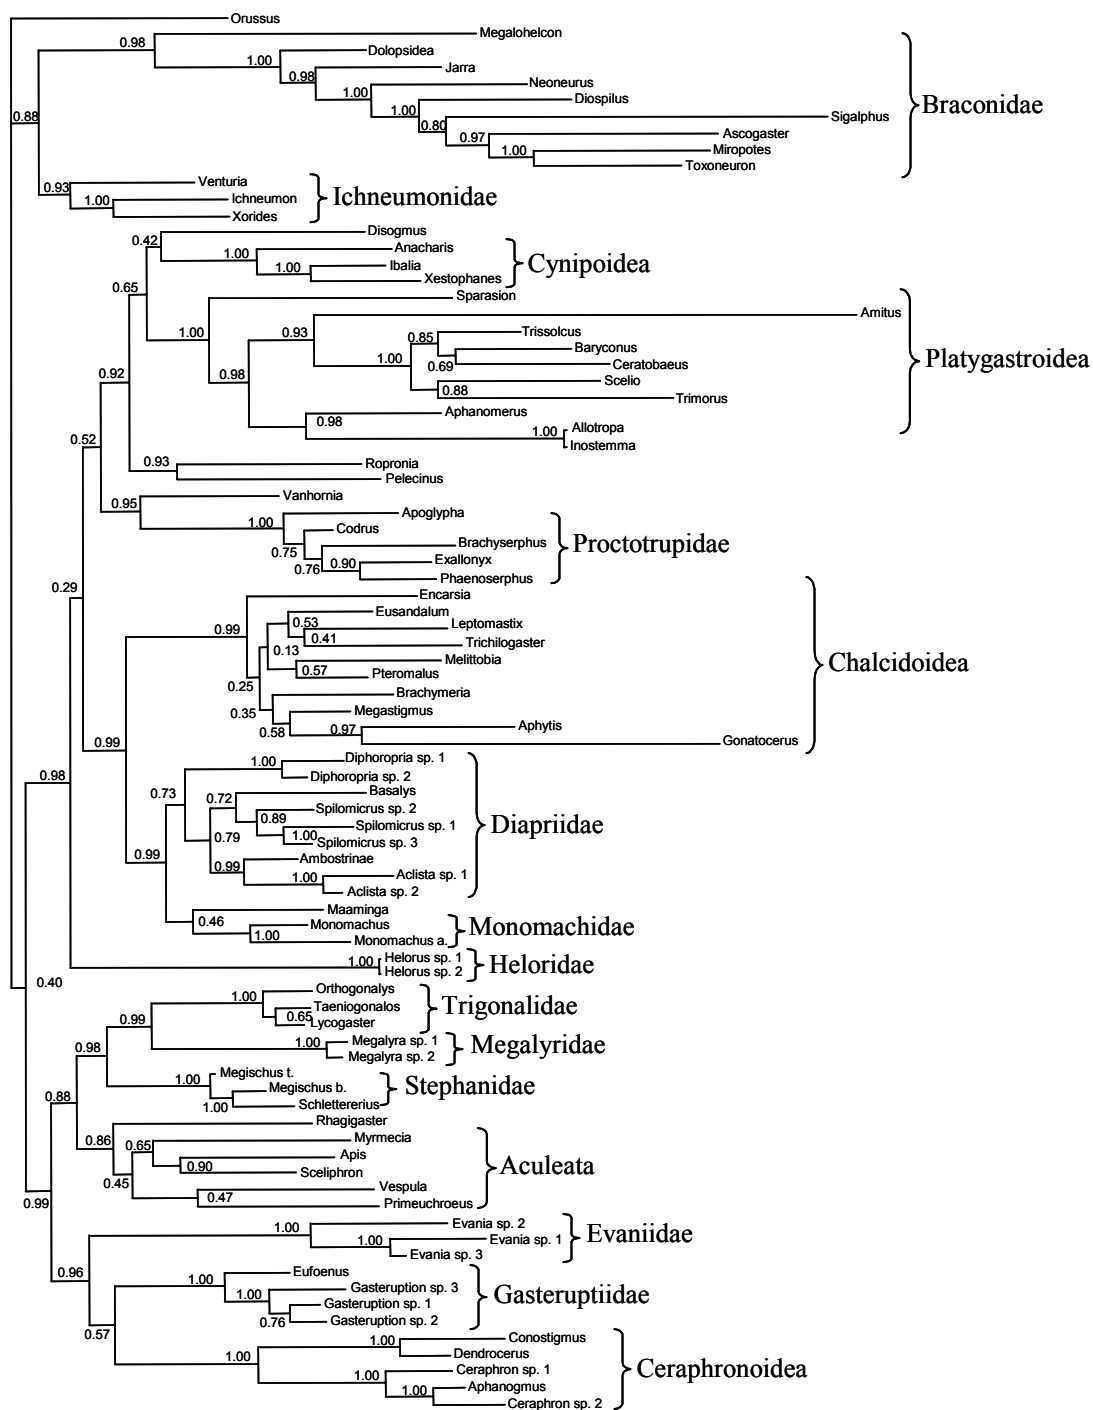 Orussus
Megalohelcon
0.98
Dolopsidea
1.00
Jarra
0.98
Neoneurus
1.00
Diospilus
1.00
Sigalphus
0.80
Ascogaster
0.97
Miropotes
1.00
Toxoneuron
Braconidae
0.88
Venturia
0.93
Ichneumon
1.00
Xorides
Ichneumonidae
Disogmus
0.42
Anacharis
1.00
Ibalia
1.00
Xestophanes
Cynipoidea
0.65
Sparasion
Amitus
1.00
0.93
Trissolcus
0.85
Baryconus
0.69
Ceratobaeus
1.00
Scelio
0.88
Trimorus
0.98
Aphanomerus
0.98
Allotropa
1.00
Inostemma
Platygastroidea
0.92
0.52
0.93
Ropronia
Pelecinus
Vanhornia
0.95
Apoglypha
1.00
Codrus
0.75
Brachyserphus
0.76
Exallonyx
0.90
Phaenoserphus
Proctotrupidae
0.29
Encarsia
0.99
Eusandalum
0.53
Leptomastix
0.41
Trichilogaster
0.13
Melittobia
0.57
Pteromalus
0.25
Brachymeria
0.35
Megastigmus
0.58
Aphytis
0.97
Gonatocerus
Chalcidoidea
0.99
0.98
Diphoropria sp. 1
1.00
Diphoropria sp. 2
0.73
Basalys
0.72
Spilomicrus sp. 2
0.89
Spilomicrus sp. 1
1.00
Spilomicrus sp. 3
0.79
Ambostrinae
0.99
Aclista sp. 1
1.00
Aclista sp. 2
Diapriidae
0.99
Maaminga
0.46
Monomachus
1.00
Monomachus a.
Monomachidae
Helorus sp. 1
1.00
Helorus sp. 2
Heloridae
0.40
Orthogonalys
1.00
Taeniogonalos
0.65
Lycogaster
Trigonalidae
0.99
Megalyra sp. 1
1.00
Megalyra sp. 2
Megalyridae
0.98
Megischus t.
1.00
Megischus b.
1.00
Schlettererius
Stephanidae
0.88
Rhagigaster
0.86
Myrmecia
0.65
Apis
0.90
Sceliphron
0.45
Vespula
0.47
Primeuchroeus
Aculeata
0.99
Evania sp. 2
1.00
Evania sp. 1
1.00
Evania sp. 3
Evaniidae
0.96
Eufoenus
1.00
Gasteruption sp. 3
1.00
Gasteruption sp. 1
0.76
Gasteruption sp. 2
Gasteruptiidae
0.57
Conostigmus
1.00
Dendrocerus
1.00
Ceraphron sp. 1
1.00
Aphanogmus
1.00
Ceraphron sp. 2
Ceraphronoidea